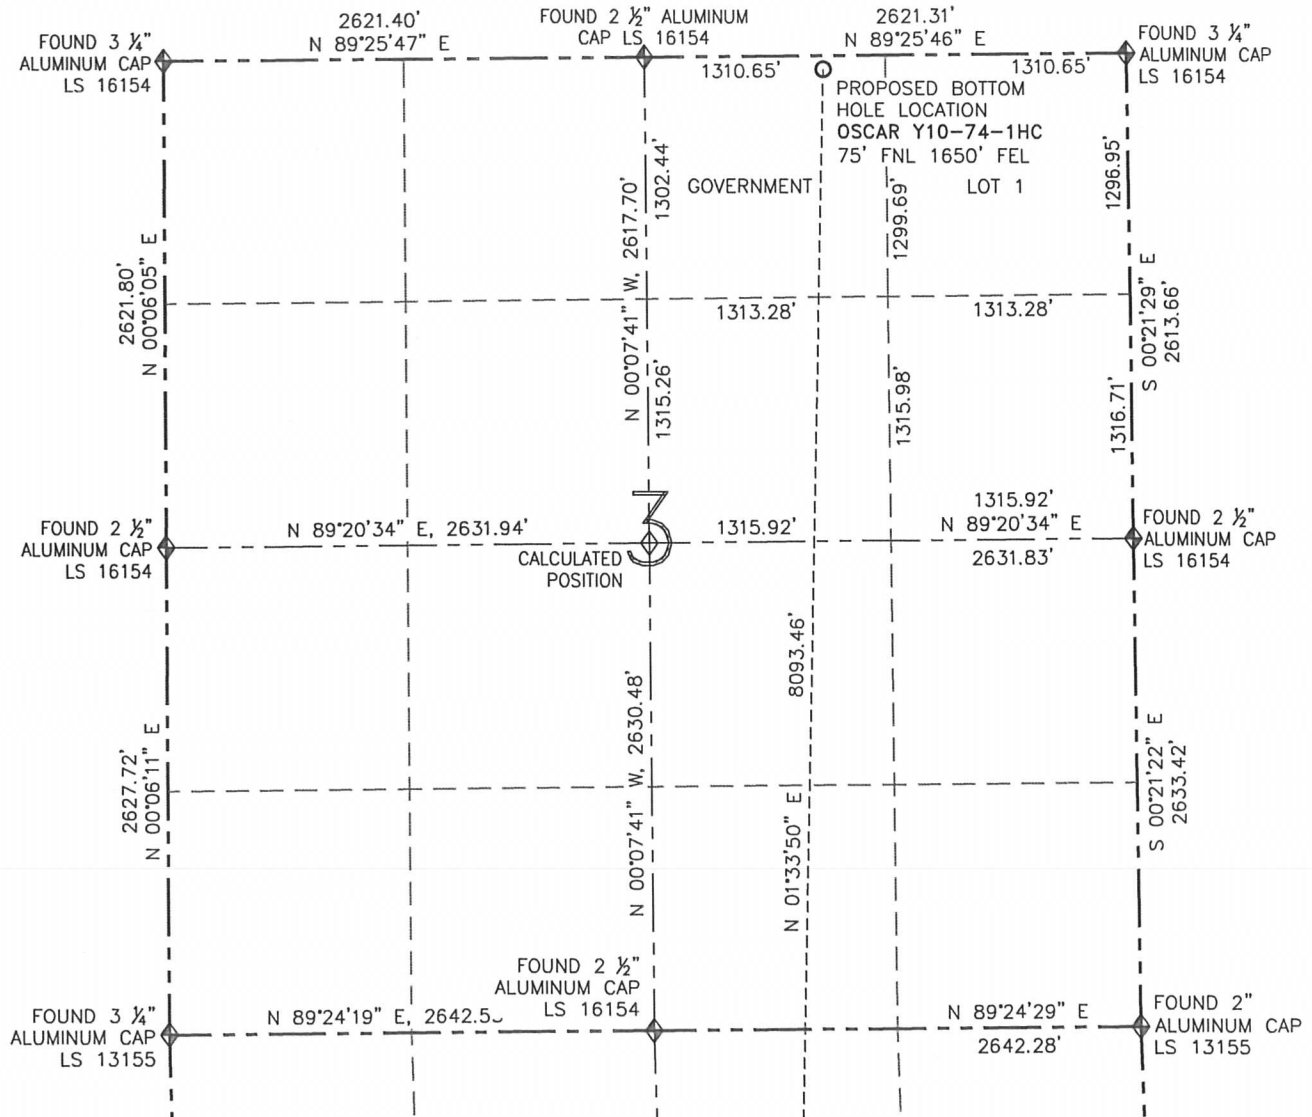 2621.40'
N 89°25'47" E
FOUND 2 ½" ALUMINUM
CAP LS 16154
2621.31'
N 89°25'46" E
FOUND 3 ¼"
ALUMINUM CAP
LS 16154
FOUND 3 ¼"
ALUMINUM CAP
LS 16154
1310.65'
1310.65'
PROPOSED BOTTOM
HOLE LOCATION
OSCAR Y10-74-1HC
75' FNL 1650' FEL
GOVERNMENT
LOT 1
2621.80'
N 00°06'05" E
N 00°07'41" W, 2617.70'
1302.44'
1299.69'
1296.95'
S 00°21'29" E
2613.66'
1313.28'
1313.28'
1315.26'
1315.98'
1316.71'
FOUND 2 ½"
ALUMINUM CAP
LS 16154
N 89°20'34" E, 2631.94'
3
CALCULATED
POSITION
1315.92'
1315.92'
N 89°20'34" E
2631.83'
FOUND 2 ½"
ALUMINUM CAP
LS 16154
2627.72'
N 00°06'11" E
N 00°07'41" W, 2630.48'
8093.46'
N 01°33'50" E
S 00°21'22" E
2633.42'
FOUND 3 ¼"
ALUMINUM CAP
LS 13155
N 89°24'19" E,
FOUND 2 ½"
ALUMINUM CAP
LS 16154
N 89°24'29" E
2642.28'
FOUND 2"
ALUMINUM CAP
LS 13155